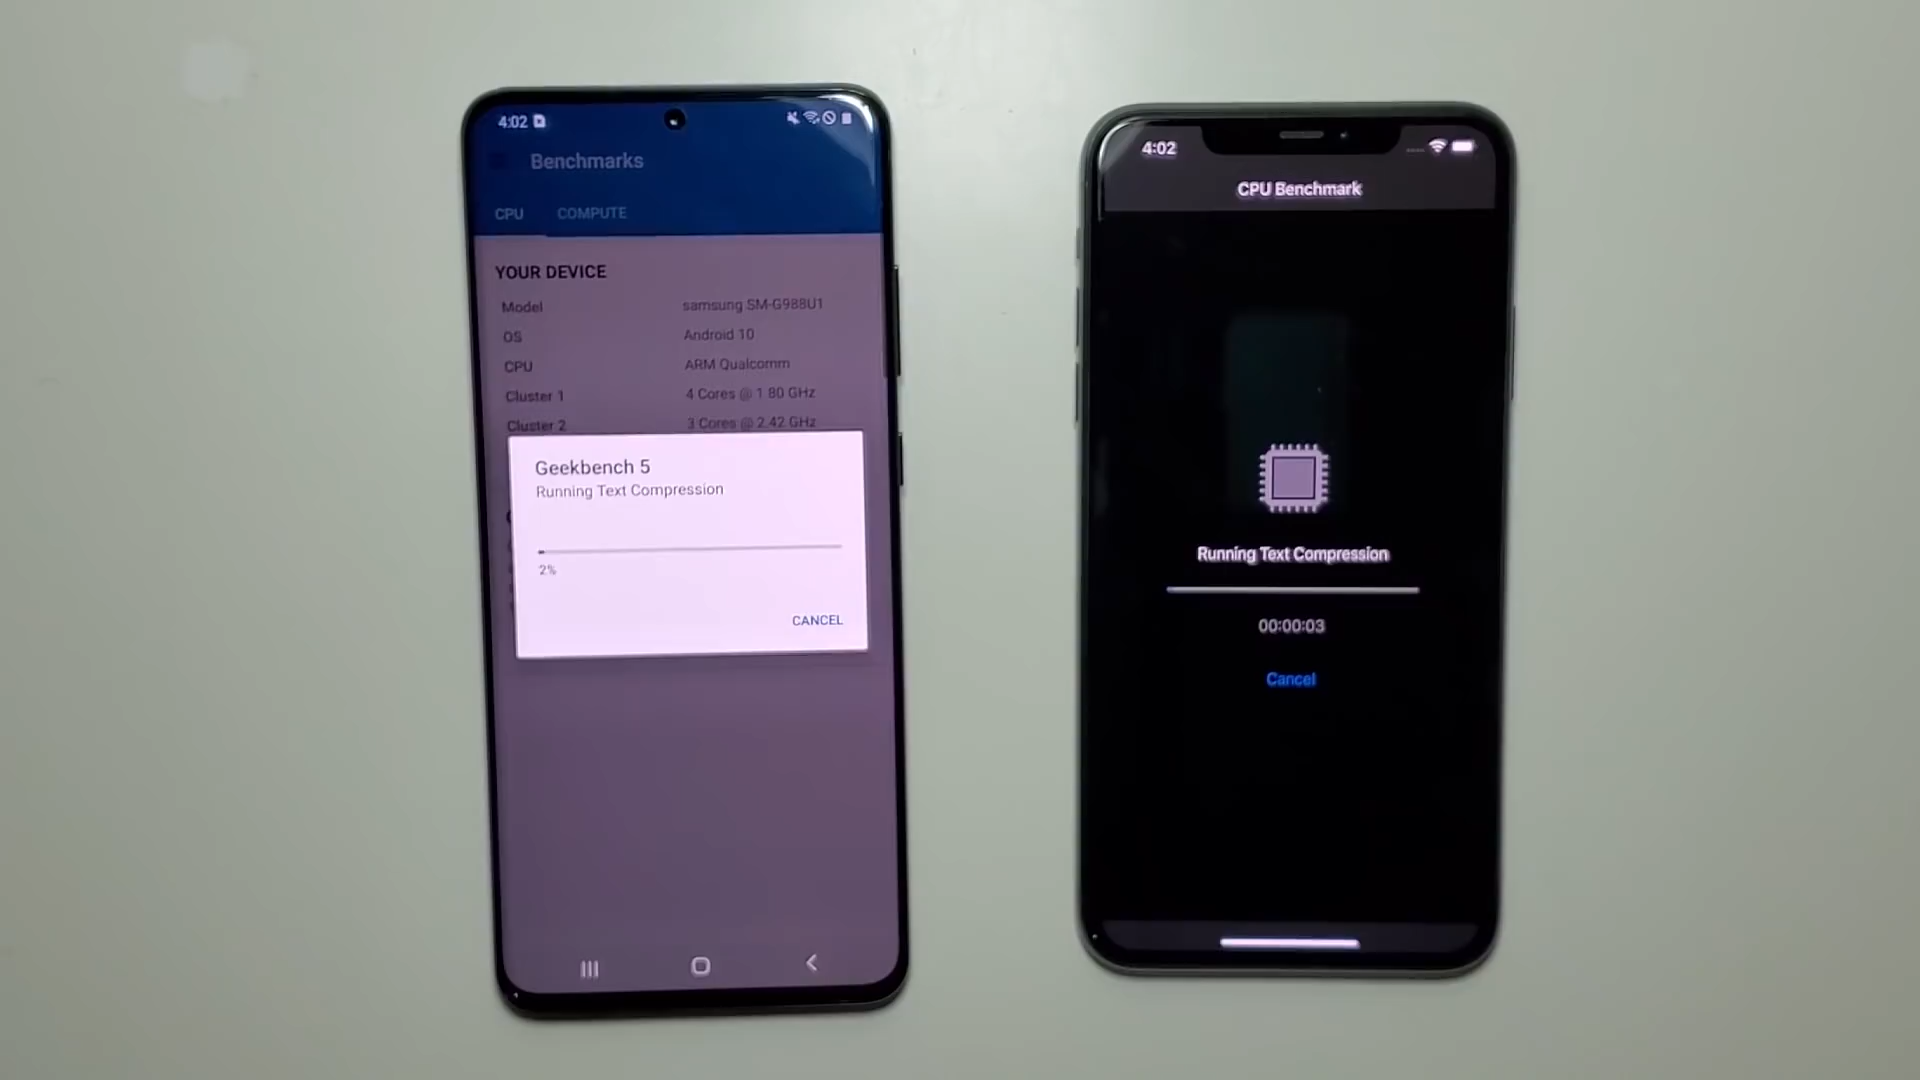 4:02
Benchmarks
CPU COMPUTE
YOUR DEVICE
Model samsung SM-G988U1
OS Android 10
CPU ARM Qualcomm
Cluster 1 4 Cores @ 1.80 GHz
Cluster 2 3 Cores @ 2.42 GHz
Geekbench 5
Running Text Compression
2%
CANCEL
4:02
CPU Benchmark
Running Text Compression
00:00:03
Cancel